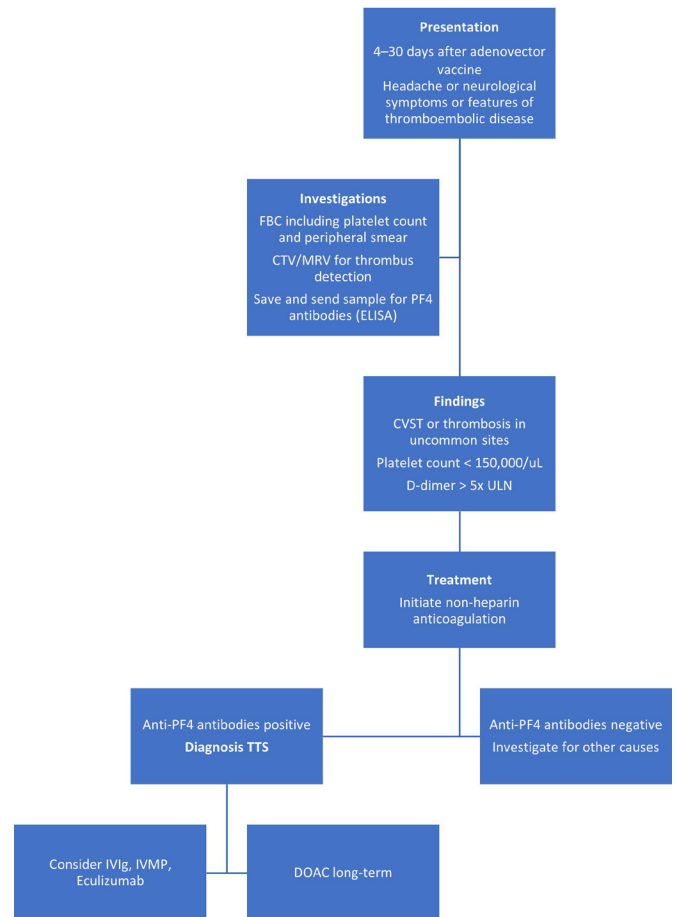 Presentation
4–30 days after adenovector
vaccine
Headache or neurological
symptoms or features of
thromboembolic disease
Investigations
FBC including platelet count
and peripheral smear
CTV/MRV for thrombus
detection
Save and send sample for PF4
antibodies (ELISA)
Findings
CVST or thrombosis in
uncommon sites
Platelet count < 150,000/uL
D-dimer > 5x ULN
Treatment
Initiate non-heparin
anticoagulation
Anti-PF4 antibodies positive
Diagnosis TTS
Anti-PF4 antibodies negative
Investigate for other causes
Consider IVIg, IVMP,
Eculizumab
DOAC long-term